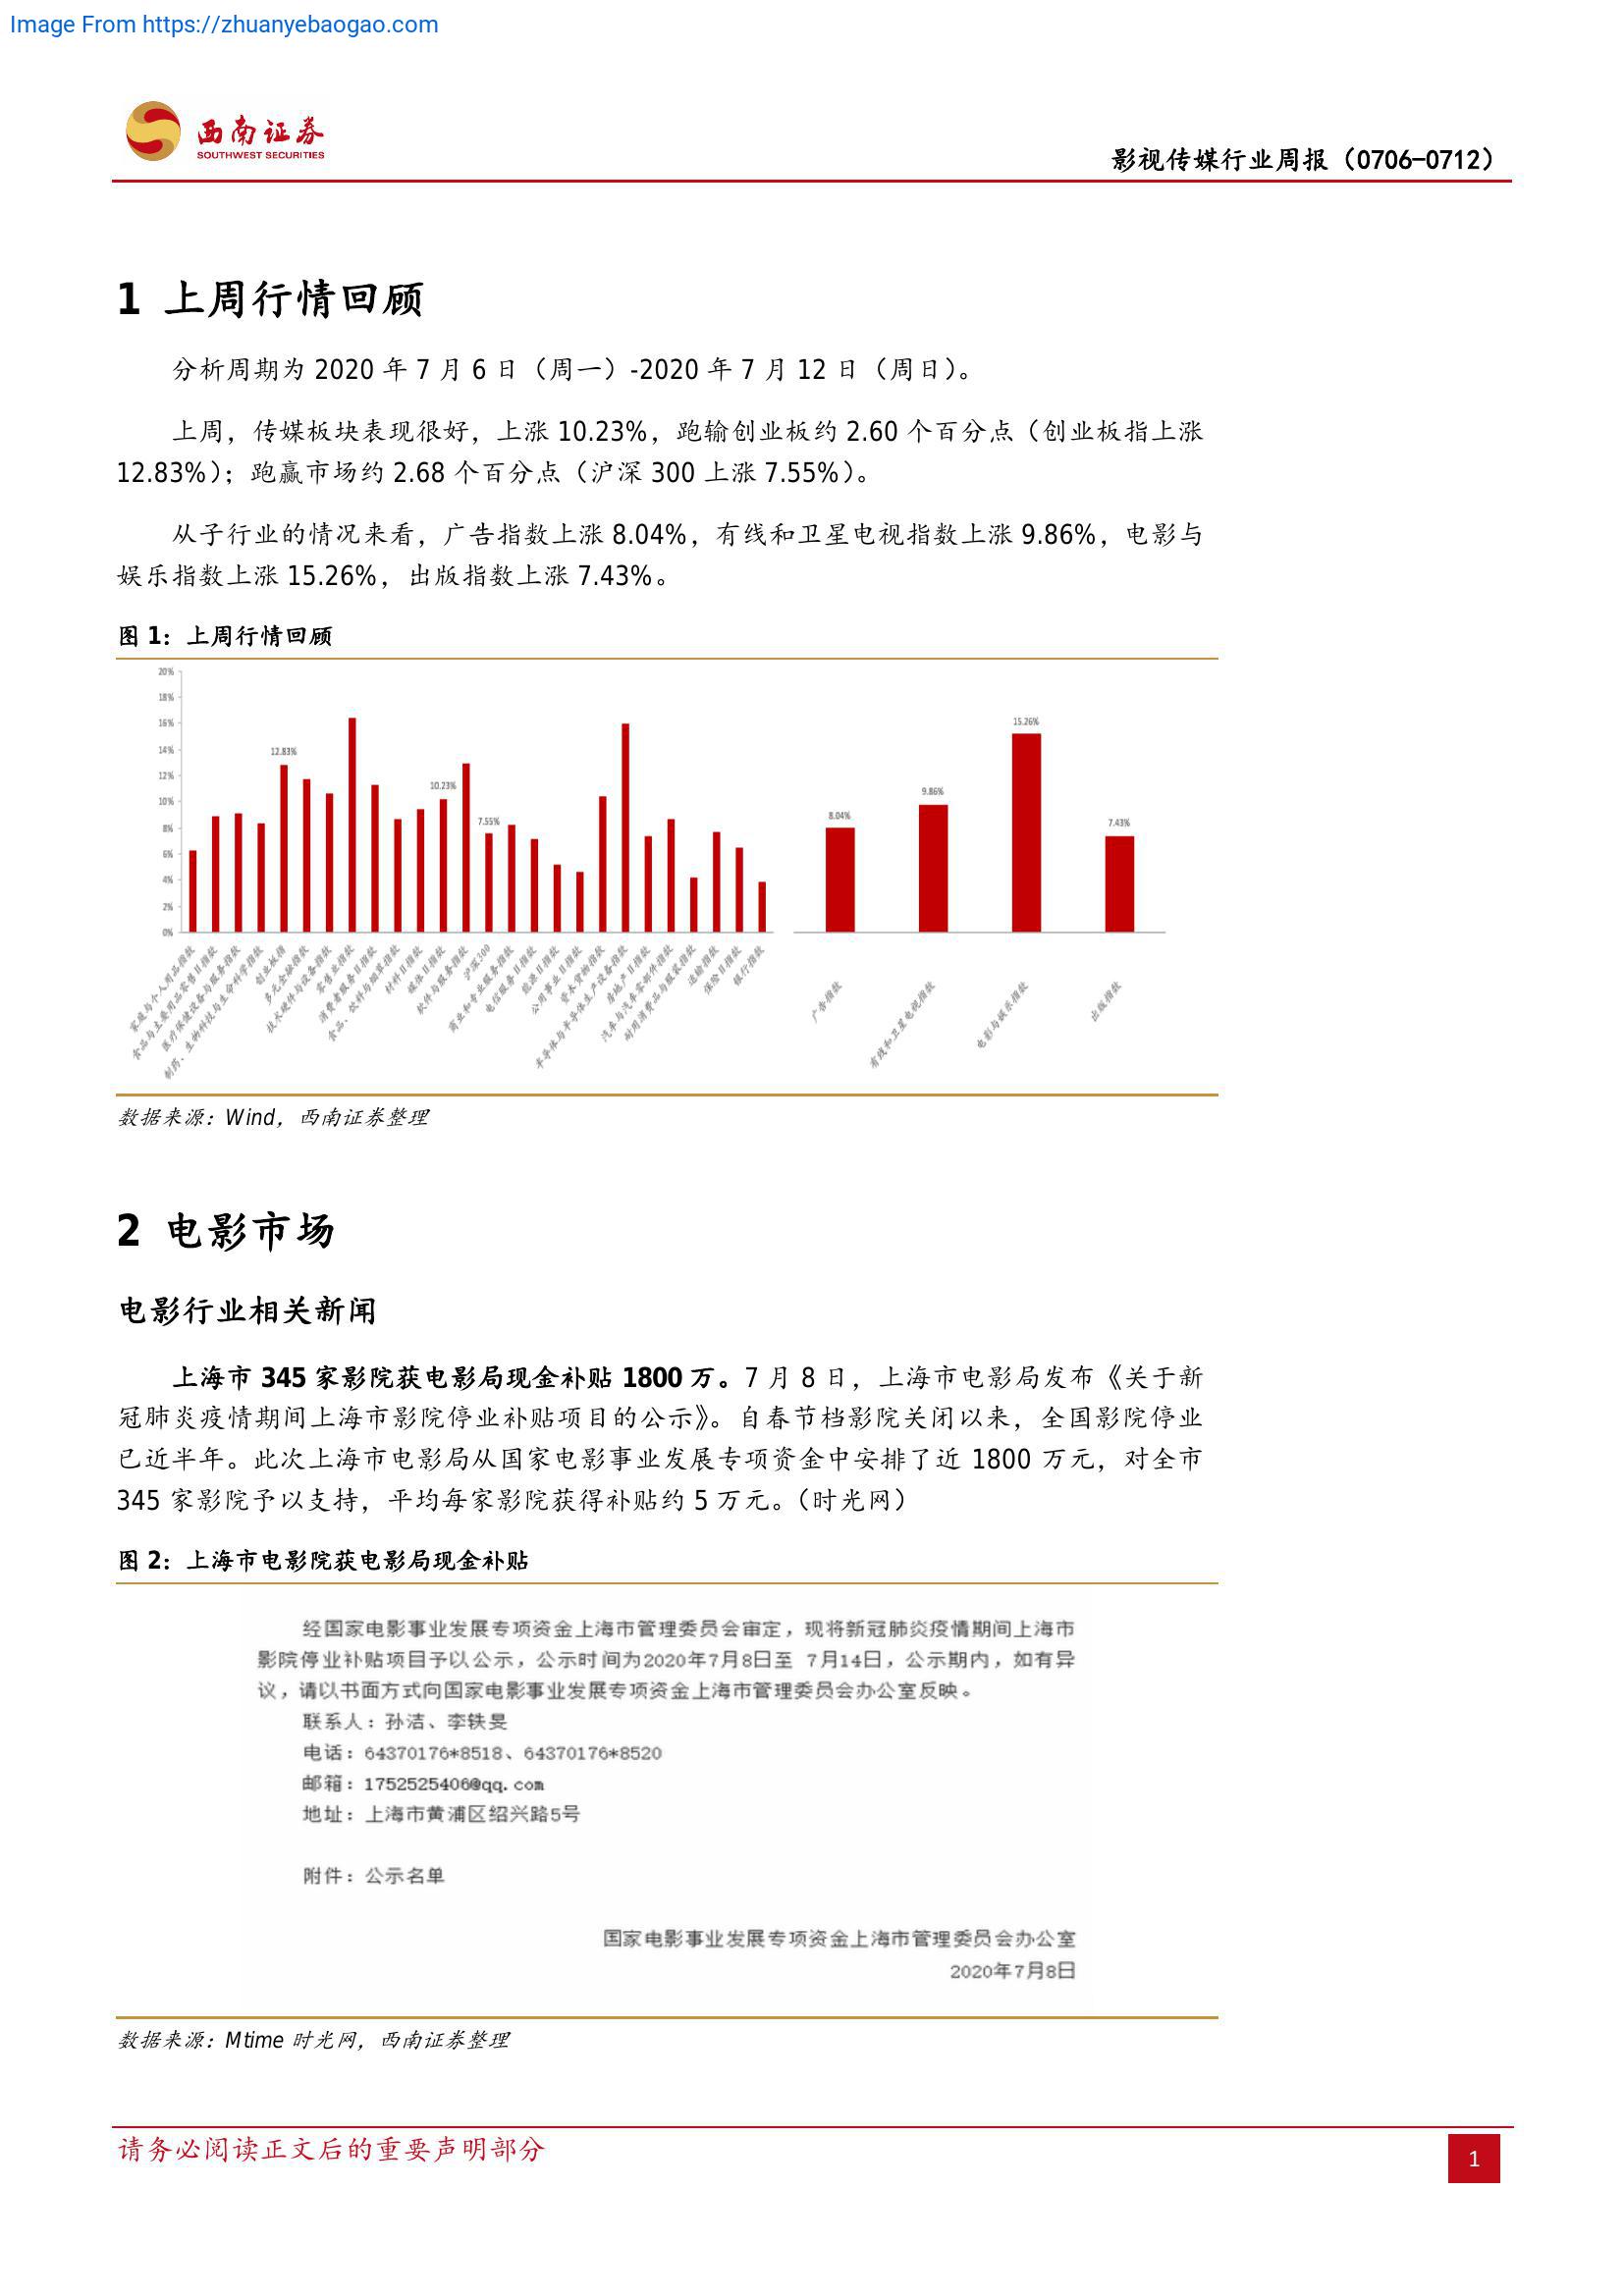 Image From https://zhuanyebaogao.com
西南证券
SOUTHWEST SECURITIES
影视传媒行业周报（0706-0712）
1 上周行情回顾
分析周期为 2020 年 7 月 6 日（周一）-2020 年 7 月 12 日（周日）。
上周，传媒板块表现很好，上涨 10.23%，跑输创业板约 2.60 个百分点（创业板指上涨
12.83%）；跑赢市场约 2.68 个百分点（沪深 300 上涨 7.55%）。
从子行业的情况来看，广告指数上涨 8.04%，有线和卫星电视指数上涨 9.86%，电影与
娱乐指数上涨 15.26%，出版指数上涨 7.43%。
图 1：上周行情回顾
20%
18%
16%
14%
12%
10%
8%
6%
4%
2%
0%
12.83%
10.23%
7.55%
8.04%
9.86%
15.26%
7.43%
家庭与个人用品指数
食品与主要用品零售Ⅱ指数
医疗保健设备与服务指数
制药、生物科技与生命科学指数
创业板指
多元金融指数
技术硬件与设备指数
零售业指数
消费者服务Ⅱ指数
食品、饮料与烟草指数
材料Ⅱ指数
媒体Ⅱ指数
软件与服务指数
沪深300
商业和专业服务指数
电信服务Ⅱ指数
能源Ⅱ指数
公用事业Ⅱ指数
资本货物指数
半导体与半导体生产设备指数
房地产Ⅱ指数
汽车与汽车零部件指数
耐用消费品与服装指数
运输指数
保险Ⅱ指数
银行指数
广告指数
有线和卫星电视指数
电影与娱乐指数
出版指数
数据来源：Wind，西南证券整理
2 电影市场
电影行业相关新闻
上海市 345 家影院获电影局现金补贴 1800 万。7 月 8 日，上海市电影局发布《关于新
冠肺炎疫情期间上海市影院停业补贴项目的公示》。自春节档影院关闭以来，全国影院停业
已近半年。此次上海市电影局从国家电影事业发展专项资金中安排了近 1800 万元，对全市
345 家影院予以支持，平均每家影院获得补贴约 5 万元。（时光网）
图 2：上海市电影院获电影局现金补贴
经国家电影事业发展专项资金上海市管理委员会审定，现将新冠肺炎疫情期间上海市
影院停业补贴项目予以公示，公示时间为2020年7月8日至 7月14日，公示期内，如有异
议，请以书面方式向国家电影事业发展专项资金上海市管理委员会办公室反映。
联系人：孙洁、李轶旻
电话：64370176*8518、64370176*8520
邮箱：1752525406@qq.com
地址：上海市黄浦区绍兴路5号
附件：公示名单
国家电影事业发展专项资金上海市管理委员会办公室
2020年7月8日
数据来源：Mtime 时光网，西南证券整理
请务必阅读正文后的重要声明部分
1